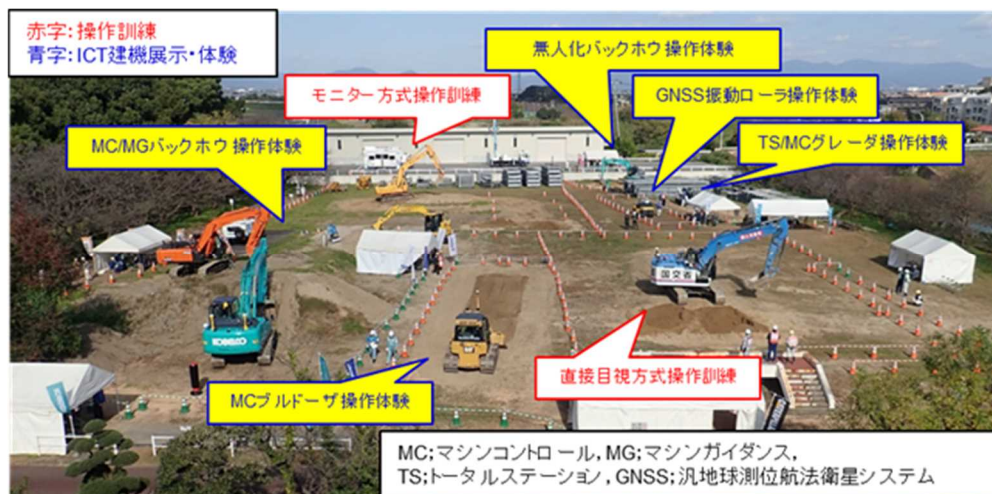 赤字:操作訓練
青字:ICT建機展示・体験
無人化バックホウ操作体験
モニター方式操作訓練
GNSS振動ローラ操作体験
MC/MGバックホウ操作体験
TS/MCグレーダ操作体験
国交省
KOBELCO
直接目視方式操作訓練
MCブルドーザ操作体験
MC;マシンコントロール,MG;マシンガイダンス,
TS;トータルステーション,GNSS;汎地球測位航法衛星システム